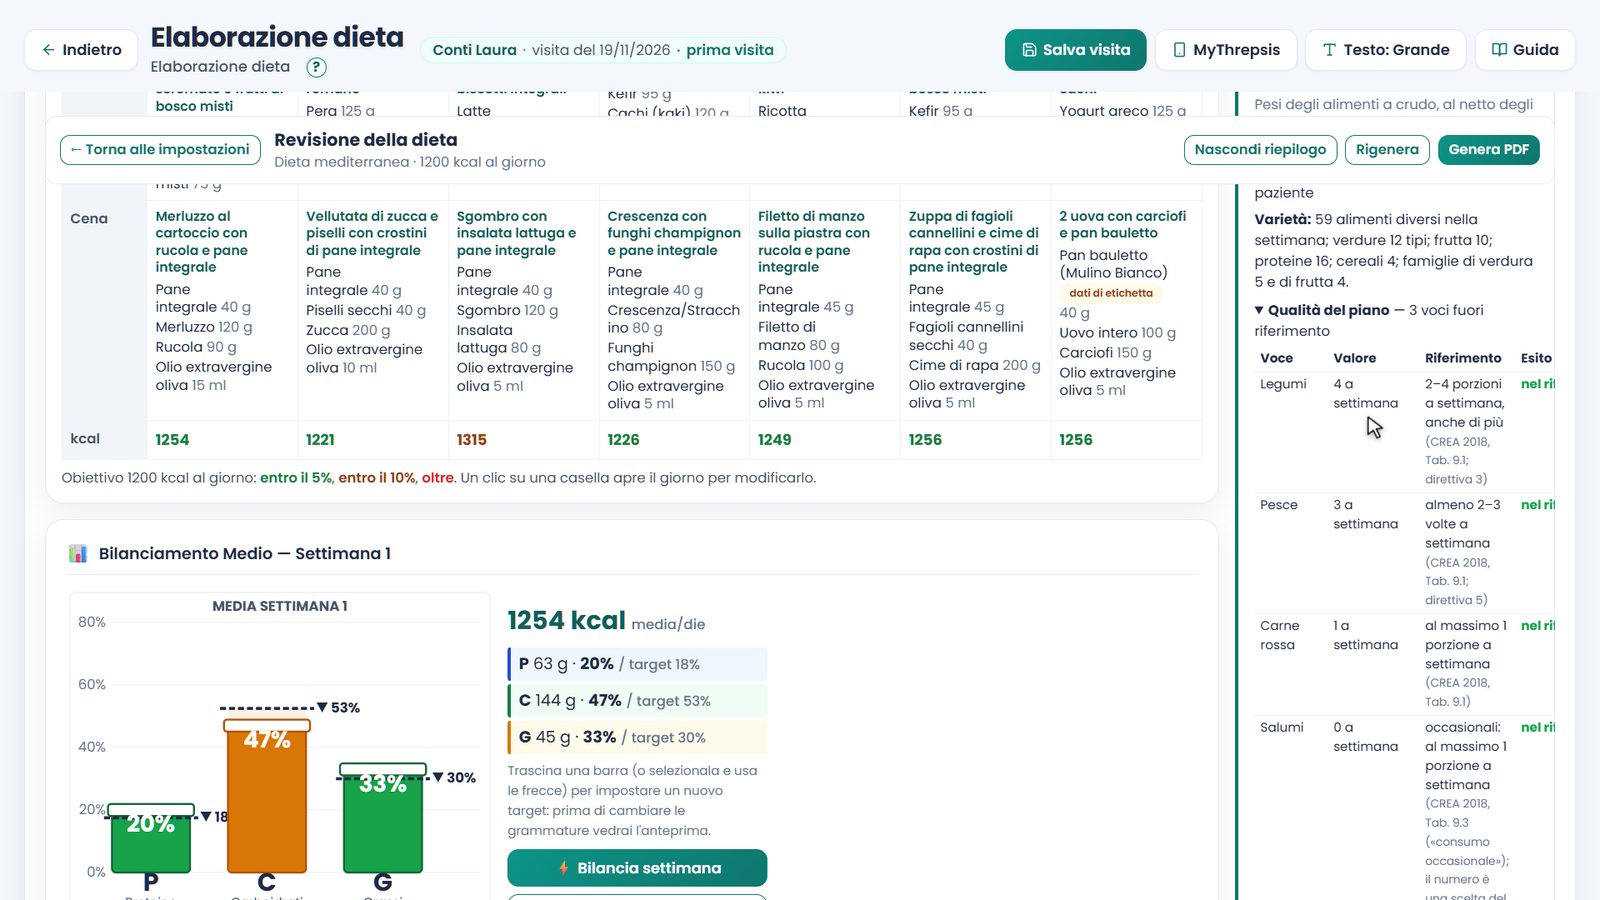 Indietro
Elaborazione dieta
Elaborazione dieta ?
Conti Laura · visita del 19/11/2026 · prima visita
Salva visita
MyThrepsis
Testo: Grande
Guida
bosco misti
Pera 125 g
Latte
Kefir 95 g
Cachi (kaki) 120 g
Ricotta
Kefir 95 g
Yogurt greco 125 g
Pesi degli alimenti a crudo, al netto degli
← Torna alle impostazioni
Revisione della dieta
Dieta mediterranea · 1200 kcal al giorno
Nascondi riepilogo
Rigenera
Genera PDF
misti 75 g
Cena
Merluzzo al
cartoccio con
rucola e pane
integrale
Pane
integrale 40 g
Merluzzo 120 g
Rucola 90 g
Olio extravergine
oliva 15 ml
Vellutata di zucca e
piselli con crostini
di pane integrale
Pane
integrale 40 g
Piselli secchi 40 g
Zucca 200 g
Olio extravergine
oliva 10 ml
Sgombro con
insalata lattuga e
pane integrale
Pane
integrale 40 g
Sgombro 120 g
Insalata
lattuga 80 g
Olio extravergine
oliva 5 ml
Crescenza con
funghi champignon
e pane integrale
Pane
integrale 40 g
Crescenza/Stracch
ino 80 g
Funghi
champignon 150 g
Olio extravergine
oliva 5 ml
Filetto di manzo
sulla piastra con
rucola e pane
integrale
Pane
integrale 45 g
Filetto di
manzo 80 g
Rucola 100 g
Olio extravergine
oliva 5 ml
Zuppa di fagioli
cannellini e cime di
rapa con crostini di
pane integrale
Pane
integrale 45 g
Fagioli cannellini
secchi 40 g
Cime di rapa 200 g
Olio extravergine
oliva 5 ml
2 uova con carciofi
e pan bauletto
Pan bauletto
(Mulino Bianco)
dati di etichetta
40 g
Uovo intero 100 g
Carciofi 150 g
Olio extravergine
oliva 5 ml
kcal 1254 1221 1315 1226 1249 1256 1256
Obiettivo 1200 kcal al giorno: entro il 5%, entro il 10%, oltre. Un clic su una casella apre il giorno per modificarlo.
Bilanciamento Medio — Settimana 1
MEDIA SETTIMANA 1
80%
60%
40%
20%
0%
▼ 53%
▼ 30%
▼ 18
20%
47%
33%
P
C
G
1254 kcal media/die
P 63 g · 20% / target 18%
C 144 g · 47% / target 53%
G 45 g · 33% / target 30%
Trascina una barra (o selezionala e usa
le frecce) per impostare un nuovo
target: prima di cambiare le
grammature vedrai l'anteprima.
Bilancia settimana
paziente
Varietà: 59 alimenti diversi nella
settimana; verdure 12 tipi; frutta 10;
proteine 16; cereali 4; famiglie di verdura
5 e di frutta 4.
▼ Qualità del piano — 3 voci fuori
riferimento
Voce Valore Riferimento Esito
Legumi
4 a
settimana
2–4 porzioni
a settimana,
anche di più
(CREA 2018,
Tab. 9.1;
direttiva 3)
nel rif
Pesce
3 a
settimana
almeno 2–3
volte a
settimana
(CREA 2018,
Tab. 9.1;
direttiva 5)
nel rif
Carne
rossa
1 a
settimana
al massimo 1
porzione a
settimana
(CREA 2018,
Tab. 9.1)
nel rif
Salumi
0 a
settimana
occasionali:
al massimo 1
porzione a
settimana
(CREA 2018,
Tab. 9.3
(«consumo
occasionale»);
il numero è
una scelta del
nel rif